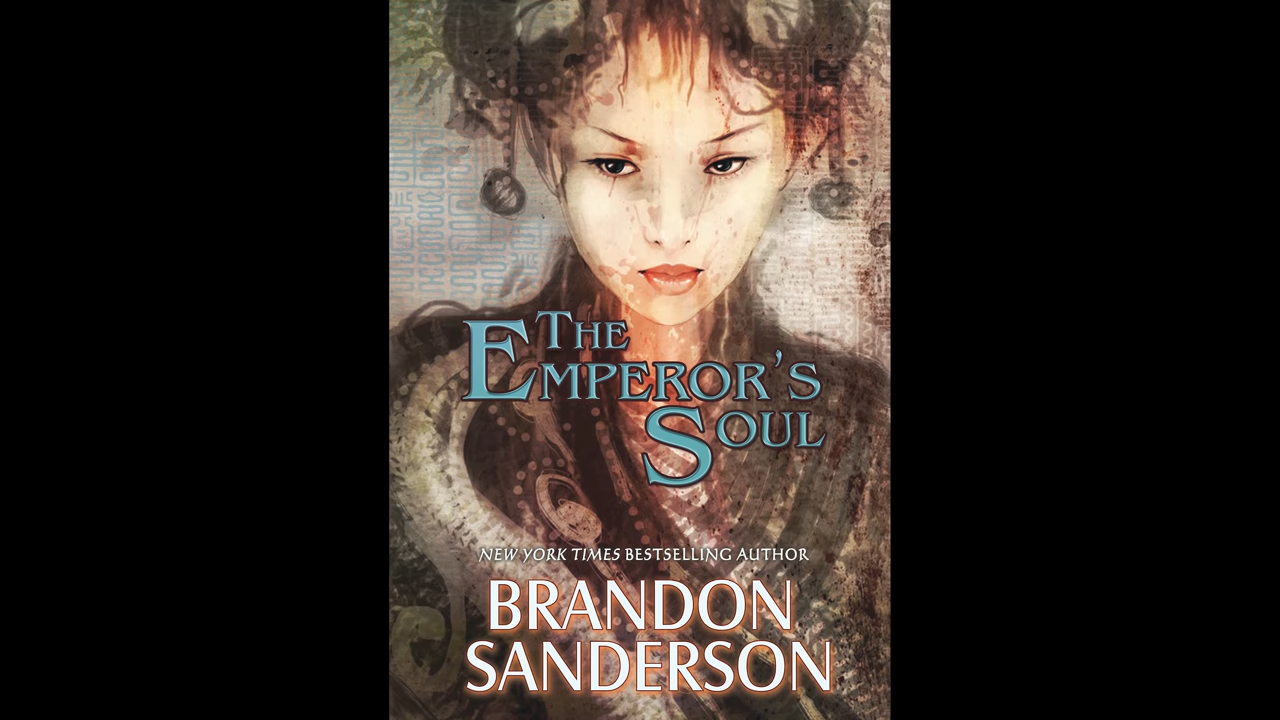 THE
EMPEROR'S
SOUL
NEW YORK TIMES BESTSELLING AUTHOR
BRANDON
SANDERSON